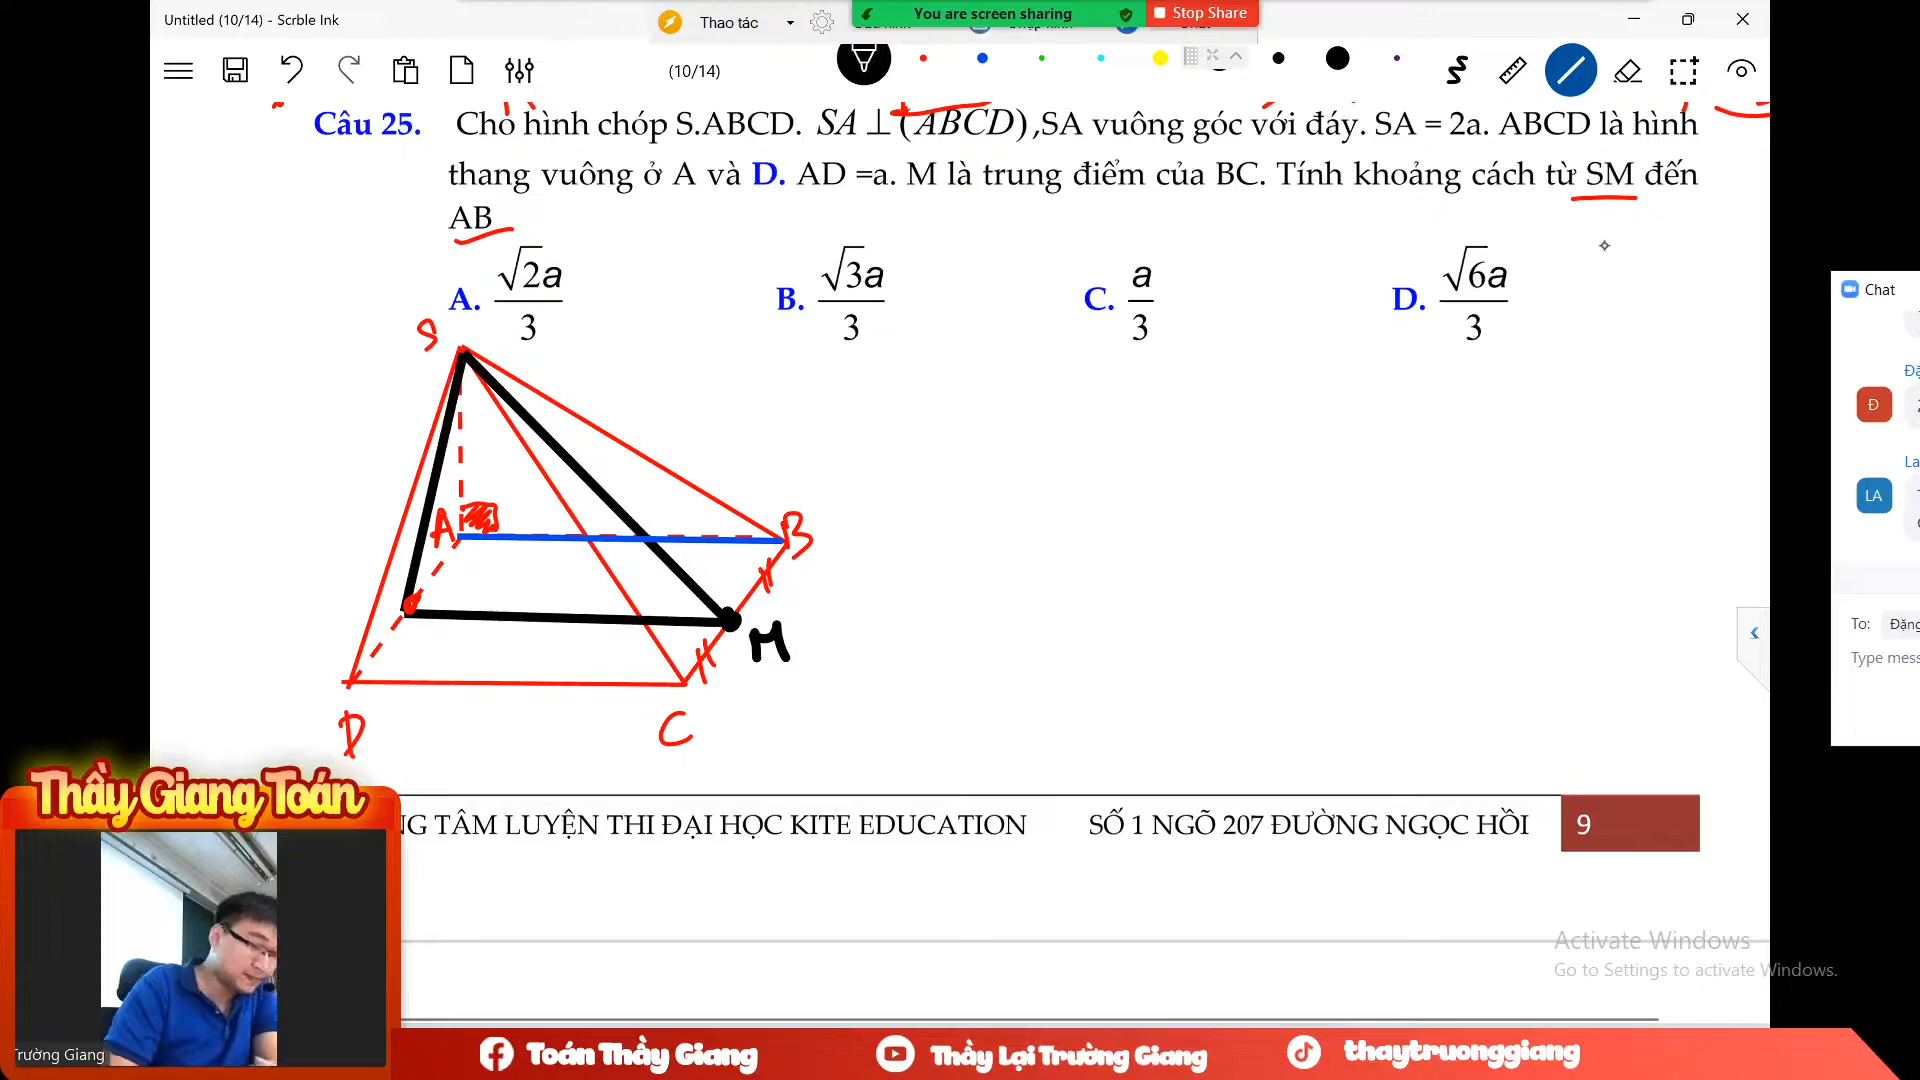 Untitled (10/14) - Scrble Ink
Thao tác
You are screen sharing
Stop Share
(10/14)
Câu 25. Cho hình chóp S.ABCD. SA ⊥ (ABCD),SA vuông góc với đáy. SA = 2a. ABCD là hình
thang vuông ở A và D. AD =a. M là trung điểm của BC. Tính khoảng cách từ SM đến
AB
A. √2a/3
B. √3a/3
C. a/3
D. √6a/3
S
A
B
M
D
C
Chat
Đ
LA
To: Đặng
Type mess
Thầy Giang Toán
NG TÂM LUYỆN THI ĐẠI HỌC KITE EDUCATION SỐ 1 NGÕ 207 ĐƯỜNG NGỌC HỒI 9
Activate Windows
Go to Settings to activate Windows.
Trường Giang
Toán Thầy Giang
Thầy Lại Trường Giang
thaytruonggiang